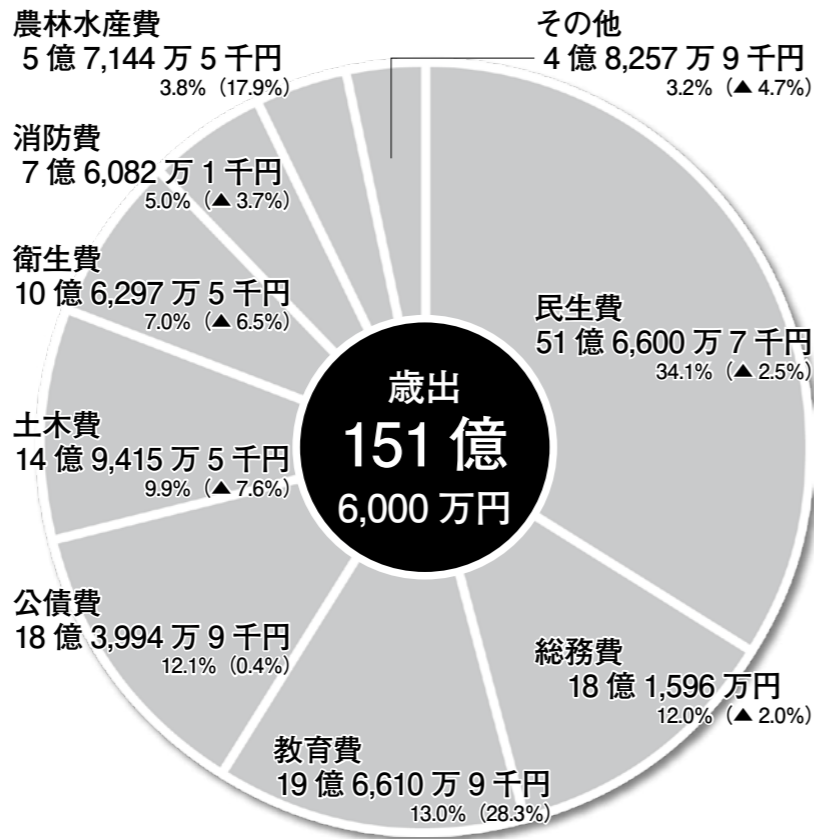 農林水産費
5億7,144万5千円
3.8%（17.9%）
その他
4億8,257万9千円
3.2%（▲4.7%）
消防費
7億6,082万1千円
5.0%（▲3.7%）
衛生費
10億6,297万5千円
7.0%（▲6.5%）
民生費
51億6,600万7千円
34.1%（▲2.5%）
歳出
151億
6,000万円
土木費
14億9,415万5千円
9.9%（▲7.6%）
公債費
18億3,994万9千円
12.1%（0.4%）
総務費
18億1,596万円
12.0%（▲2.0%）
教育費
19億6,610万9千円
13.0%（28.3%）